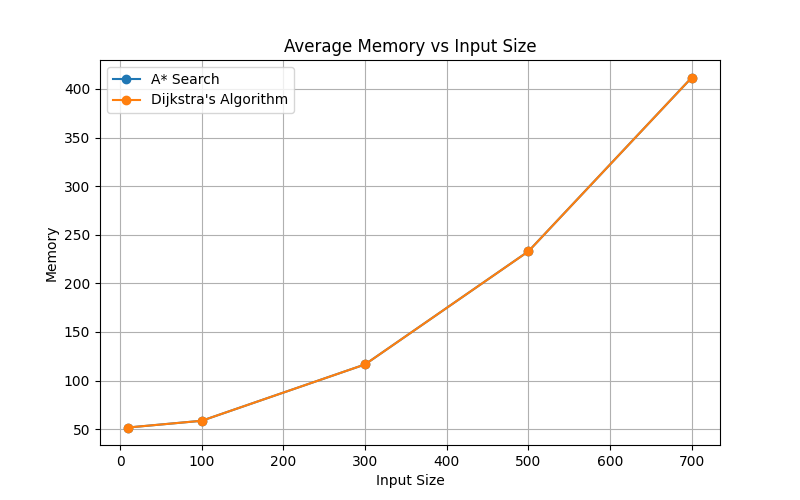 Average Memory vs Input Size
A* Search
Dijkstra's Algorithm
400
350
300
250
200
150
100
50
Memory
0 100 200 300 400 500 600 700
Input Size